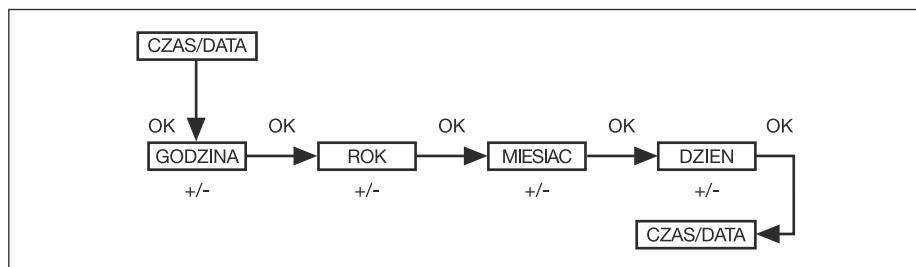 CZAS/DATA
OK OK OK OK OK
GODZINA ROK MIESIAC DZIEN
+/- +/- +/- +/-
CZAS/DATA